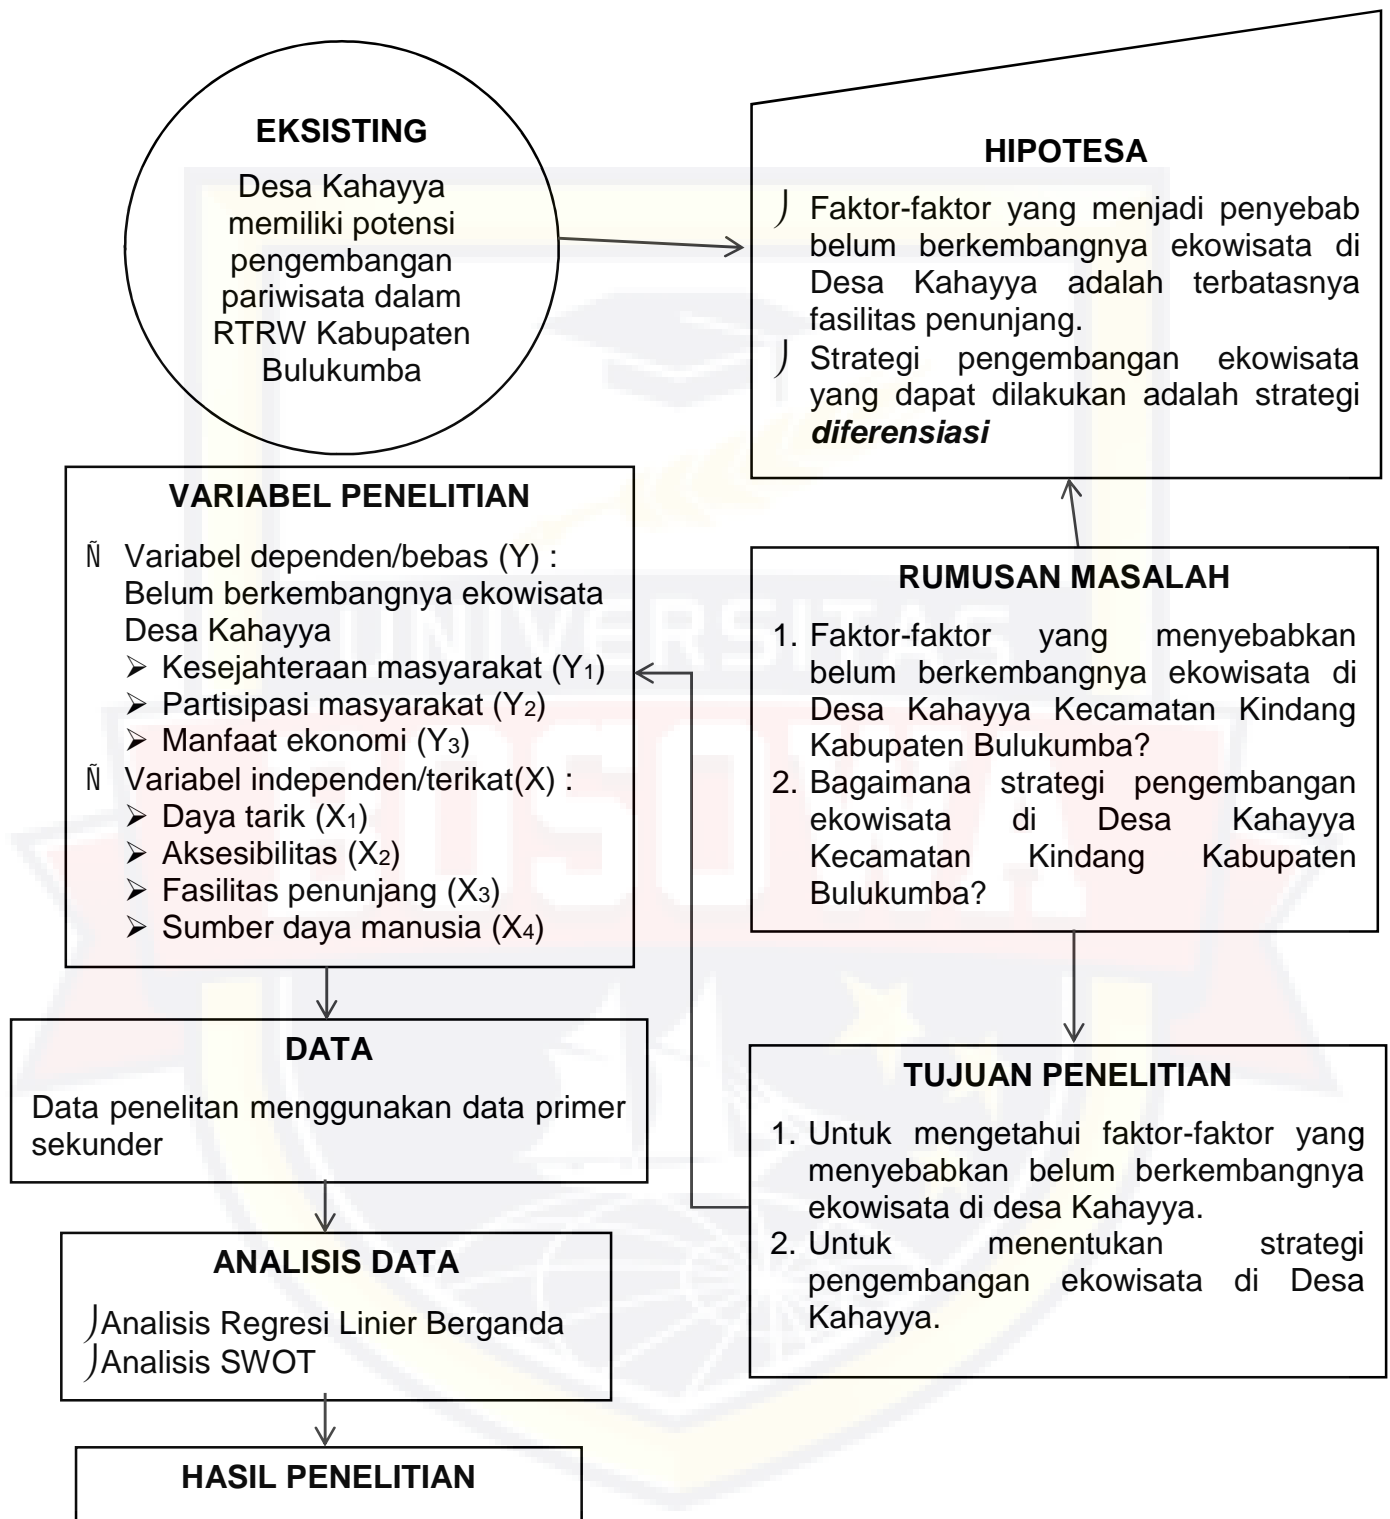 EKSISTING
Desa Kahayya
memiliki potensi
pengembangan
pariwisata dalam
RTRW Kabupaten
Bulukumba
HIPOTESA
⎠ Faktor-faktor yang menjadi penyebab
belum berkembangnya ekowisata di
Desa Kahayya adalah terbatasnya
fasilitas penunjang.
⎠ Strategi pengembangan ekowisata
yang dapat dilakukan adalah strategi
diferensiasi
VARIABEL PENELITIAN
Ñ Variabel dependen/bebas (Y) :
Belum berkembangnya ekowisata
Desa Kahayya
➢ Kesejahteraan masyarakat (Y₁)
➢ Partisipasi masyarakat (Y₂)
➢ Manfaat ekonomi (Y₃)
Ñ Variabel independen/terikat(X) :
➢ Daya tarik (X₁)
➢ Aksesibilitas (X₂)
➢ Fasilitas penunjang (X₃)
➢ Sumber daya manusia (X₄)
RUMUSAN MASALAH
1. Faktor-faktor yang menyebabkan
belum berkembangnya ekowisata di
Desa Kahayya Kecamatan Kindang
Kabupaten Bulukumba?
2. Bagaimana strategi pengembangan
ekowisata di Desa Kahayya
Kecamatan Kindang Kabupaten
Bulukumba?
DATA
Data penelitan menggunakan data primer
sekunder
TUJUAN PENELITIAN
1. Untuk mengetahui faktor-faktor yang
menyebabkan belum berkembangnya
ekowisata di desa Kahayya.
2. Untuk menentukan strategi
pengembangan ekowisata di Desa
Kahayya.
ANALISIS DATA
⎠Analisis Regresi Linier Berganda
⎠Analisis SWOT
HASIL PENELITIAN
UNIVERSITAS
BOSOWA